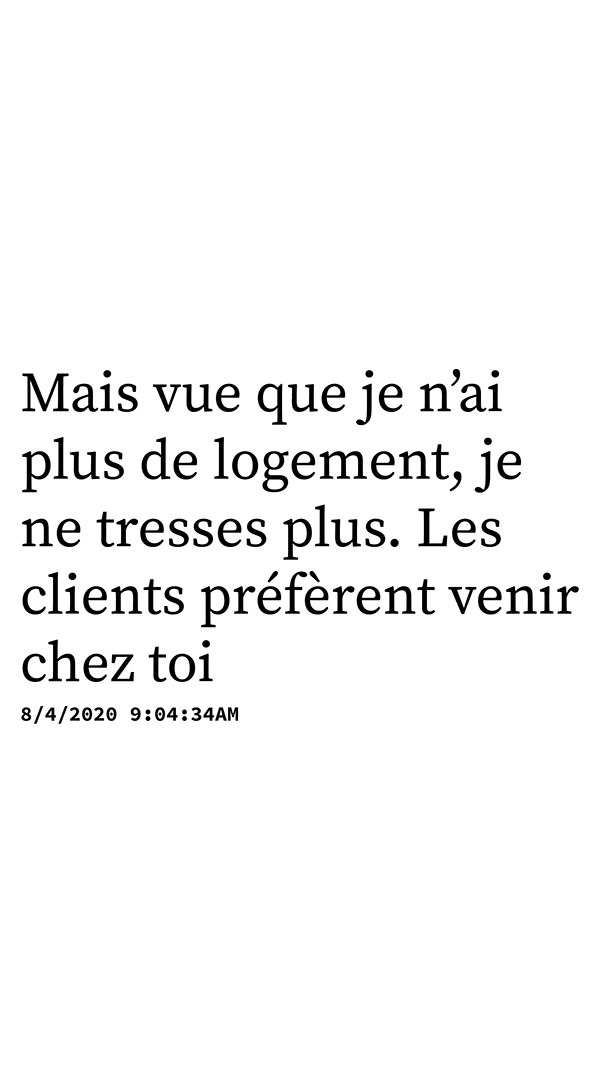 Mais vue que je n’ai
plus de logement, je
ne tresses plus. Les
clients préfèrent venir
chez toi
8/4/2020 9:04:34AM